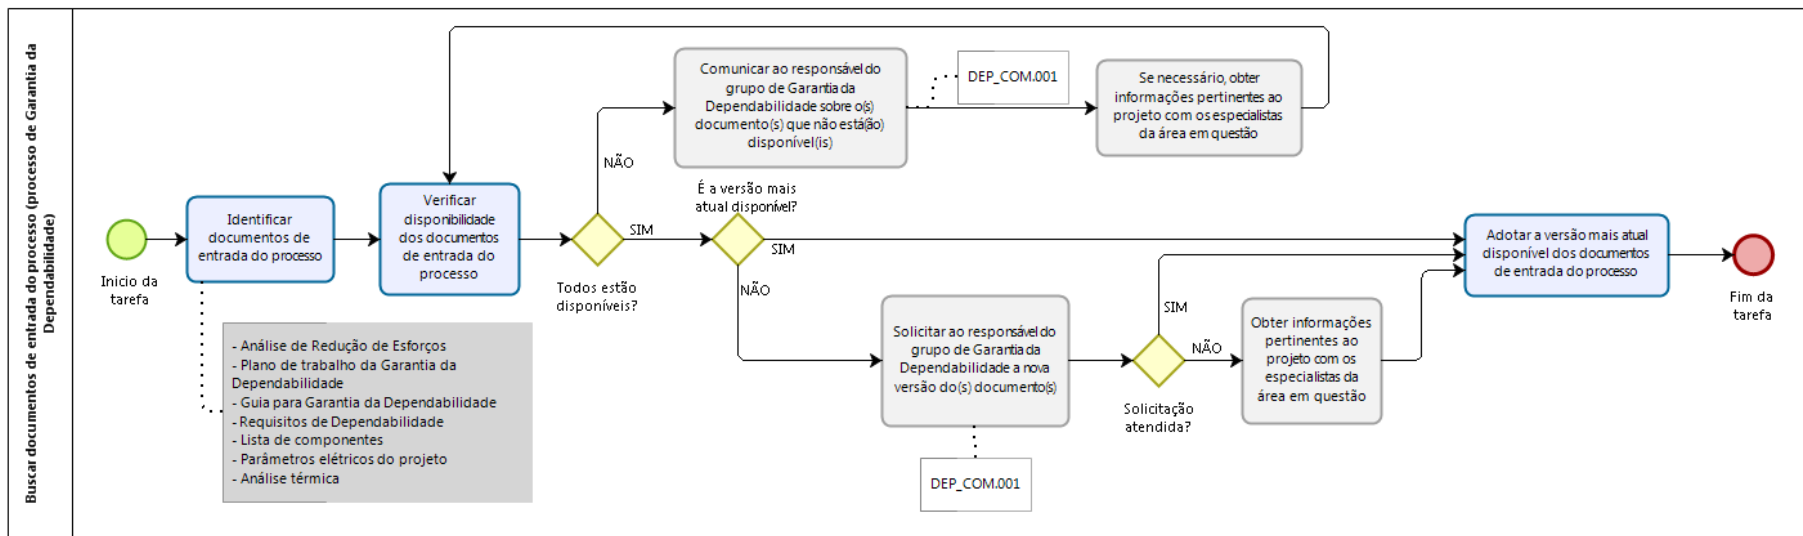 Buscar documentos de entrada do processo (processo de Garantia da
Dependabilidade)
Inicio da
tarefa
Identificar
documentos de
entrada do processo
- Análise de Redução de Esforços
- Plano de trabalho da Garantia da
Dependabilidade
- Guia para Garantia da Dependabilidade
- Requisitos de Dependabilidade
- Lista de componentes
- Parâmetros elétricos do projeto
- Análise térmica
Verificar
disponibilidade
dos documentos
de entrada do
processo
Todos estão
disponíveis?
NÃO
SIM
Comunicar ao responsável do
grupo de Garantia da
Dependabilidade sobre o(s)
documento(s) que não está(ão)
disponível(is)
DEP_COM.001
Se necessário, obter
informações pertinentes ao
projeto com os especialistas
da área em questão
É a versão mais
atual disponível?
SIM
NÃO
Solicitar ao responsável do
grupo de Garantia da
Dependabilidade a nova
versão do(s) documento(s)
DEP_COM.001
Solicitação
atendida?
SIM
NÃO
Obter informações
pertinentes ao
projeto com os
especialistas da
área em questão
Adotar a versão mais atual
disponível dos documentos
de entrada do processo
Fim da
tarefa